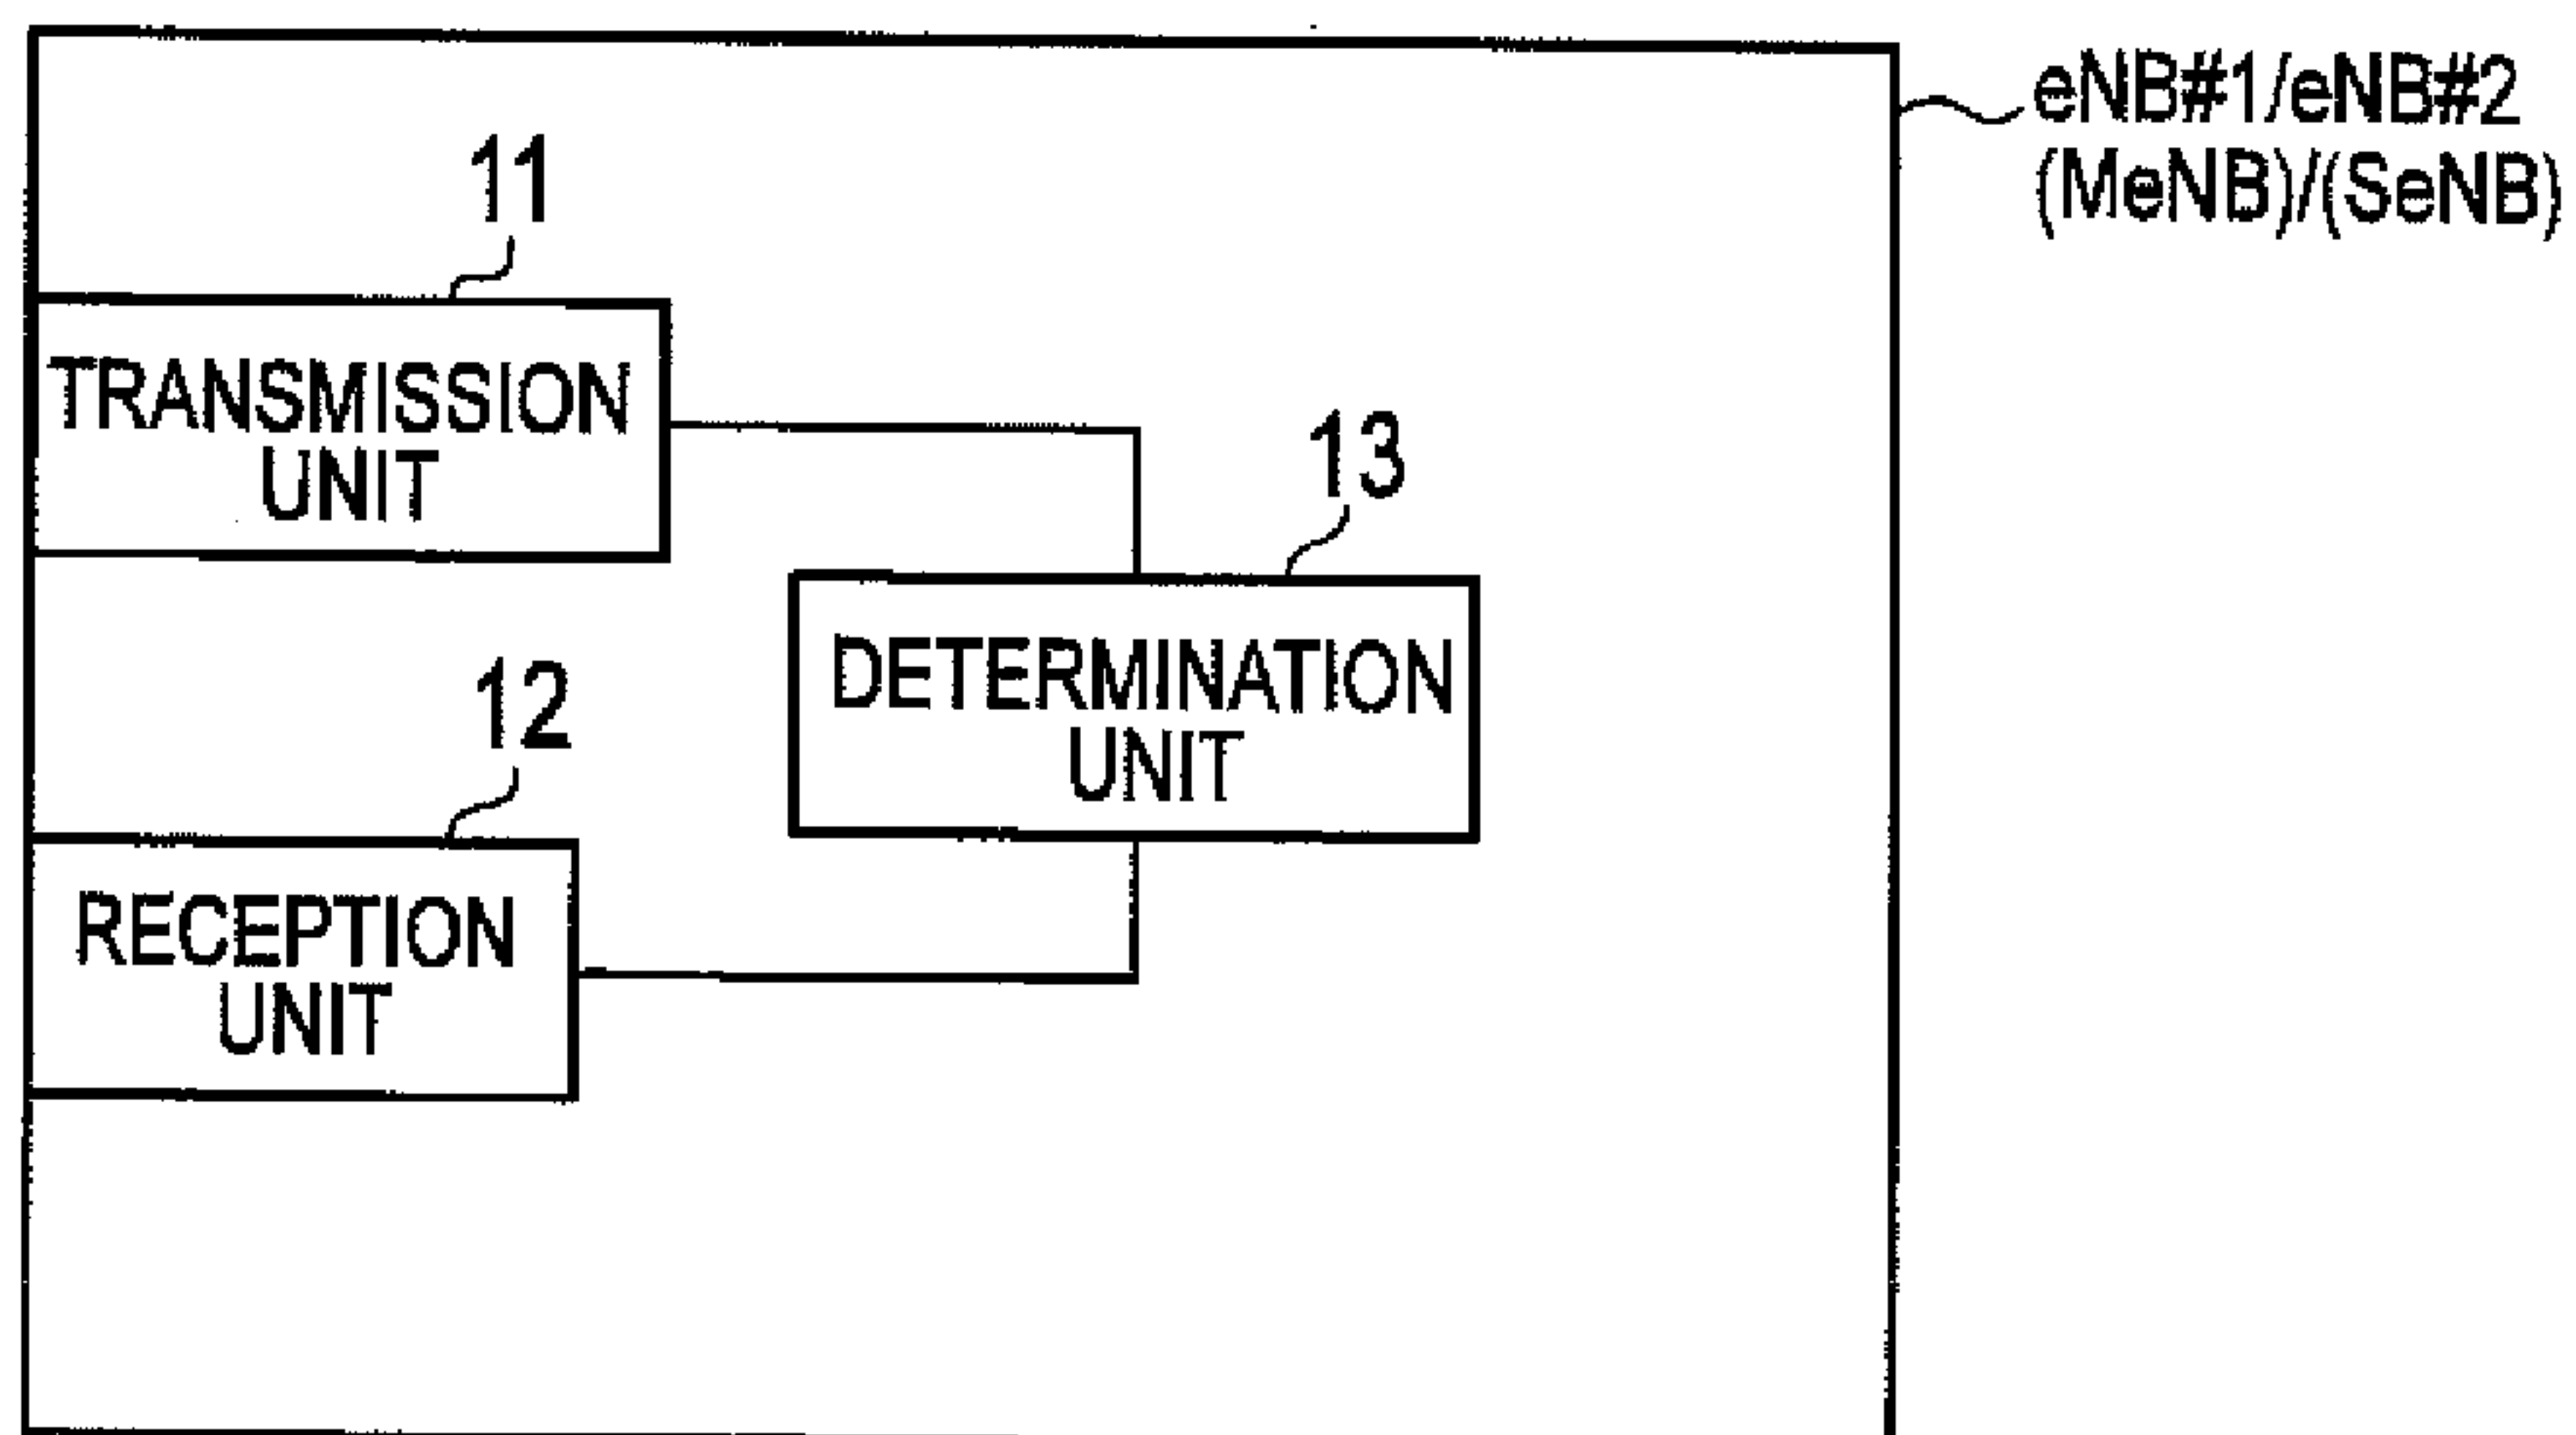 eNB#1/eNB#2
(MeNB)/(SeNB)
11
TRANSMISSION
UNIT
13
DETERMINATION
UNIT
12
RECEPTION
UNIT